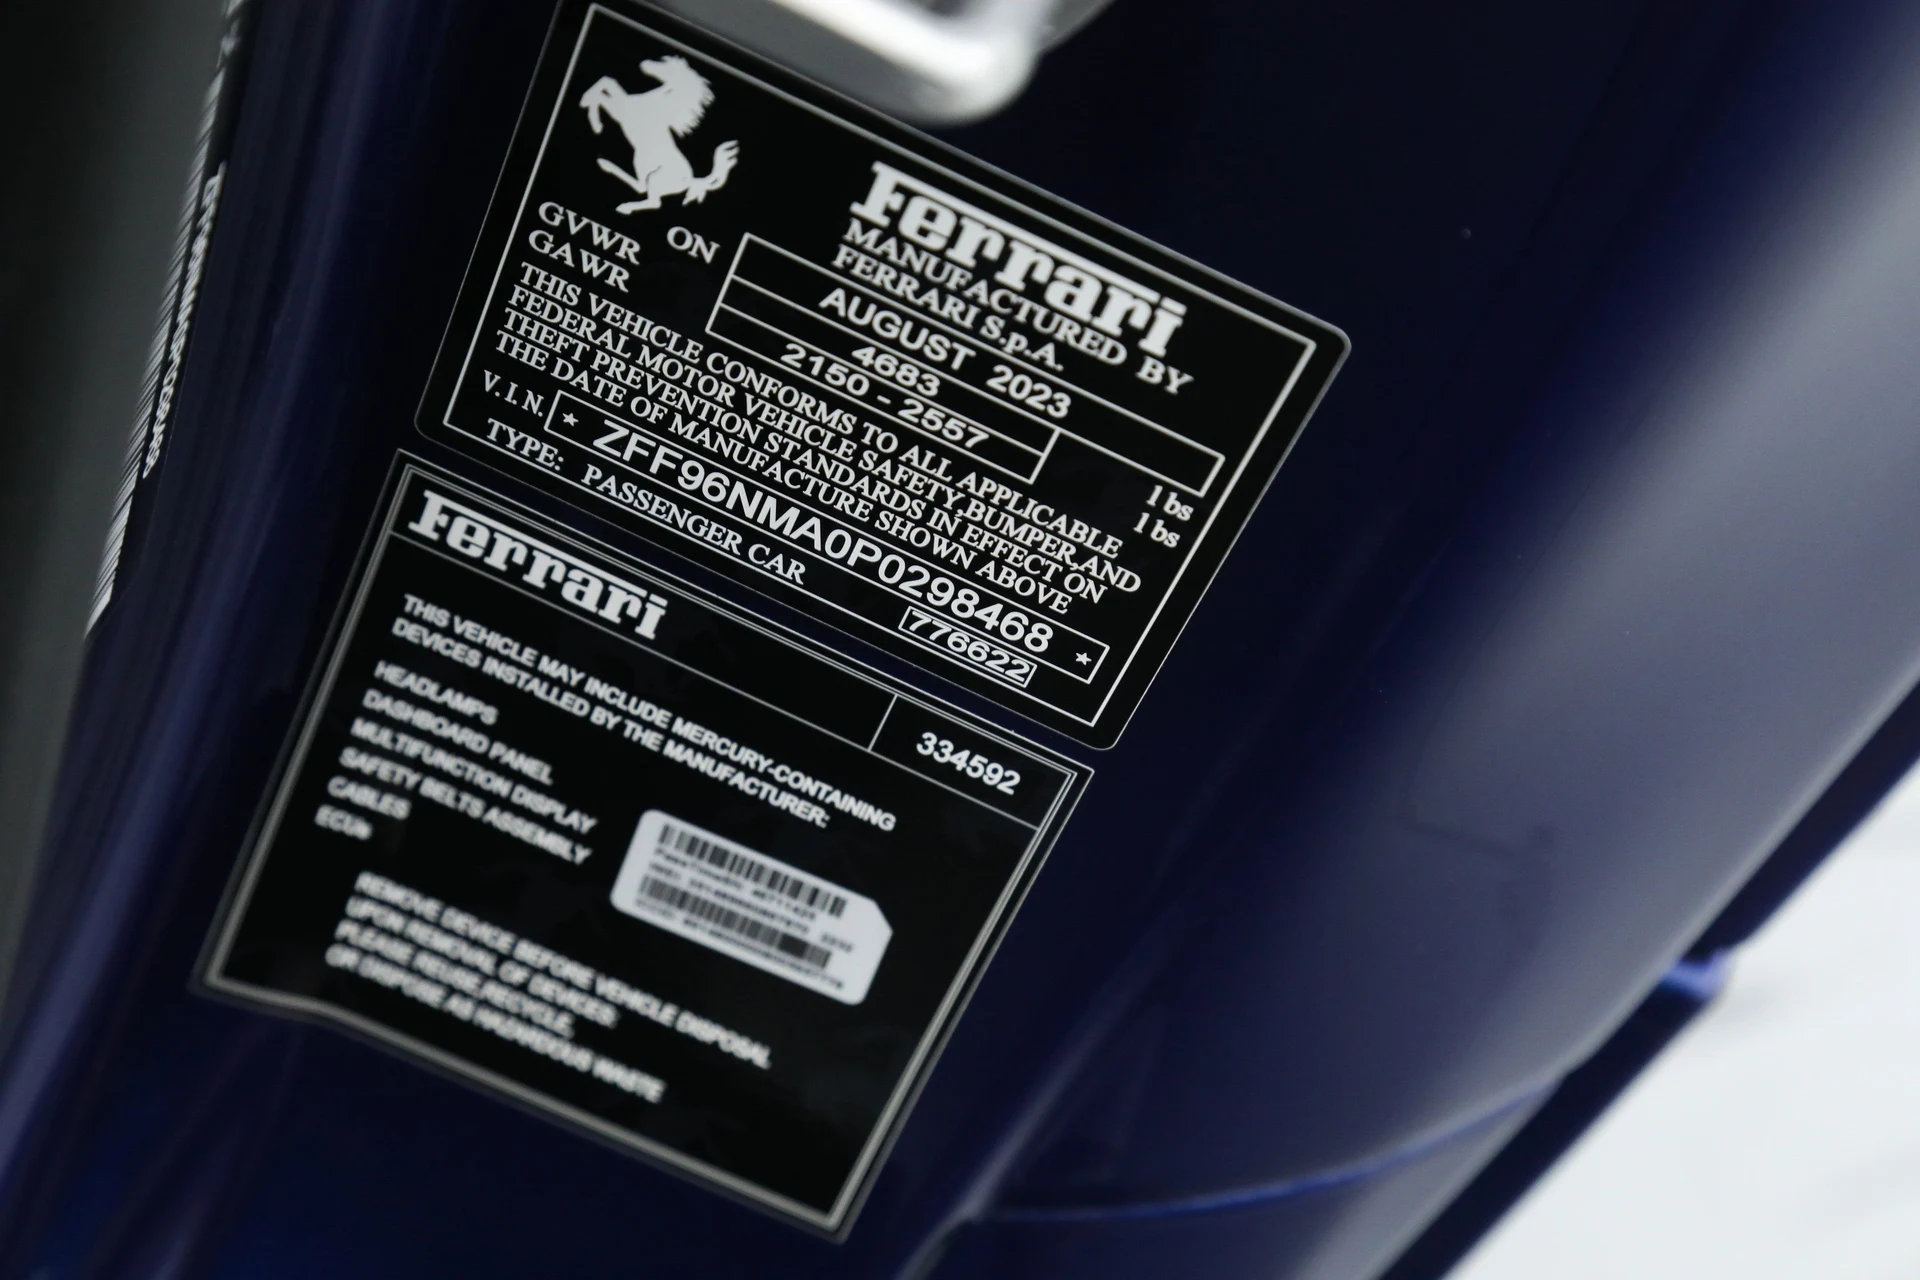 Ferrari
MANUFACTURED BY
FERRARI S.p.A.
ON AUGUST 2023
GVWR 4683 lbs
GAWR 2150 - 2557 lbs
THIS VEHICLE CONFORMS TO ALL APPLICABLE
FEDERAL MOTOR VEHICLE SAFETY,BUMPER,AND
THEFT PREVENTION STANDARDS IN EFFECT ON
THE DATE OF MANUFACTURE SHOWN ABOVE
V.I.N. * ZFF96NMA0P0298468 *
TYPE: PASSENGER CAR 776622
Ferrari 334592
THIS VEHICLE MAY INCLUDE MERCURY-CONTAINING
DEVICES INSTALLED BY THE MANUFACTURER:
HEADLAMPS
DASHBOARD PANEL
MULTIFUNCTION DISPLAY
SAFETY BELTS ASSEMBLY
CABLES
ECUs
REMOVE DEVICE BEFORE VEHICLE DISPOSAL
UPON REMOVAL OF DEVICES:
PLEASE REUSE,RECYCLE,
OR DISPOSE AS HAZARDOUS WASTE